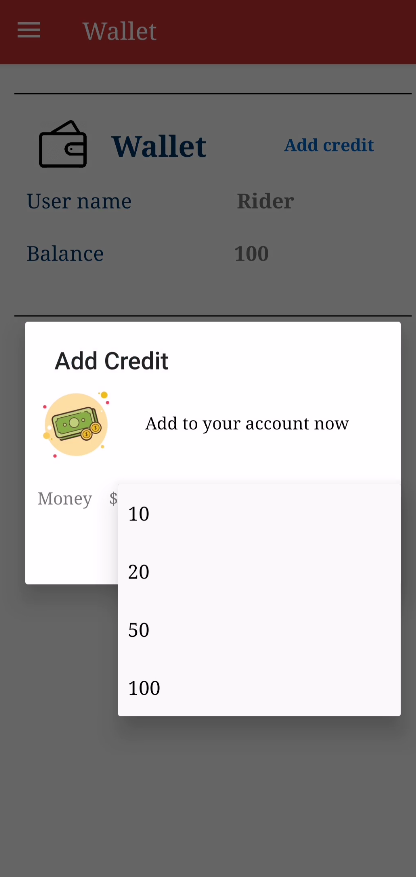 Wallet
Wallet Add credit
User name Rider
Balance 100
Add Credit
Add to your account now
Money $
10
20
50
100